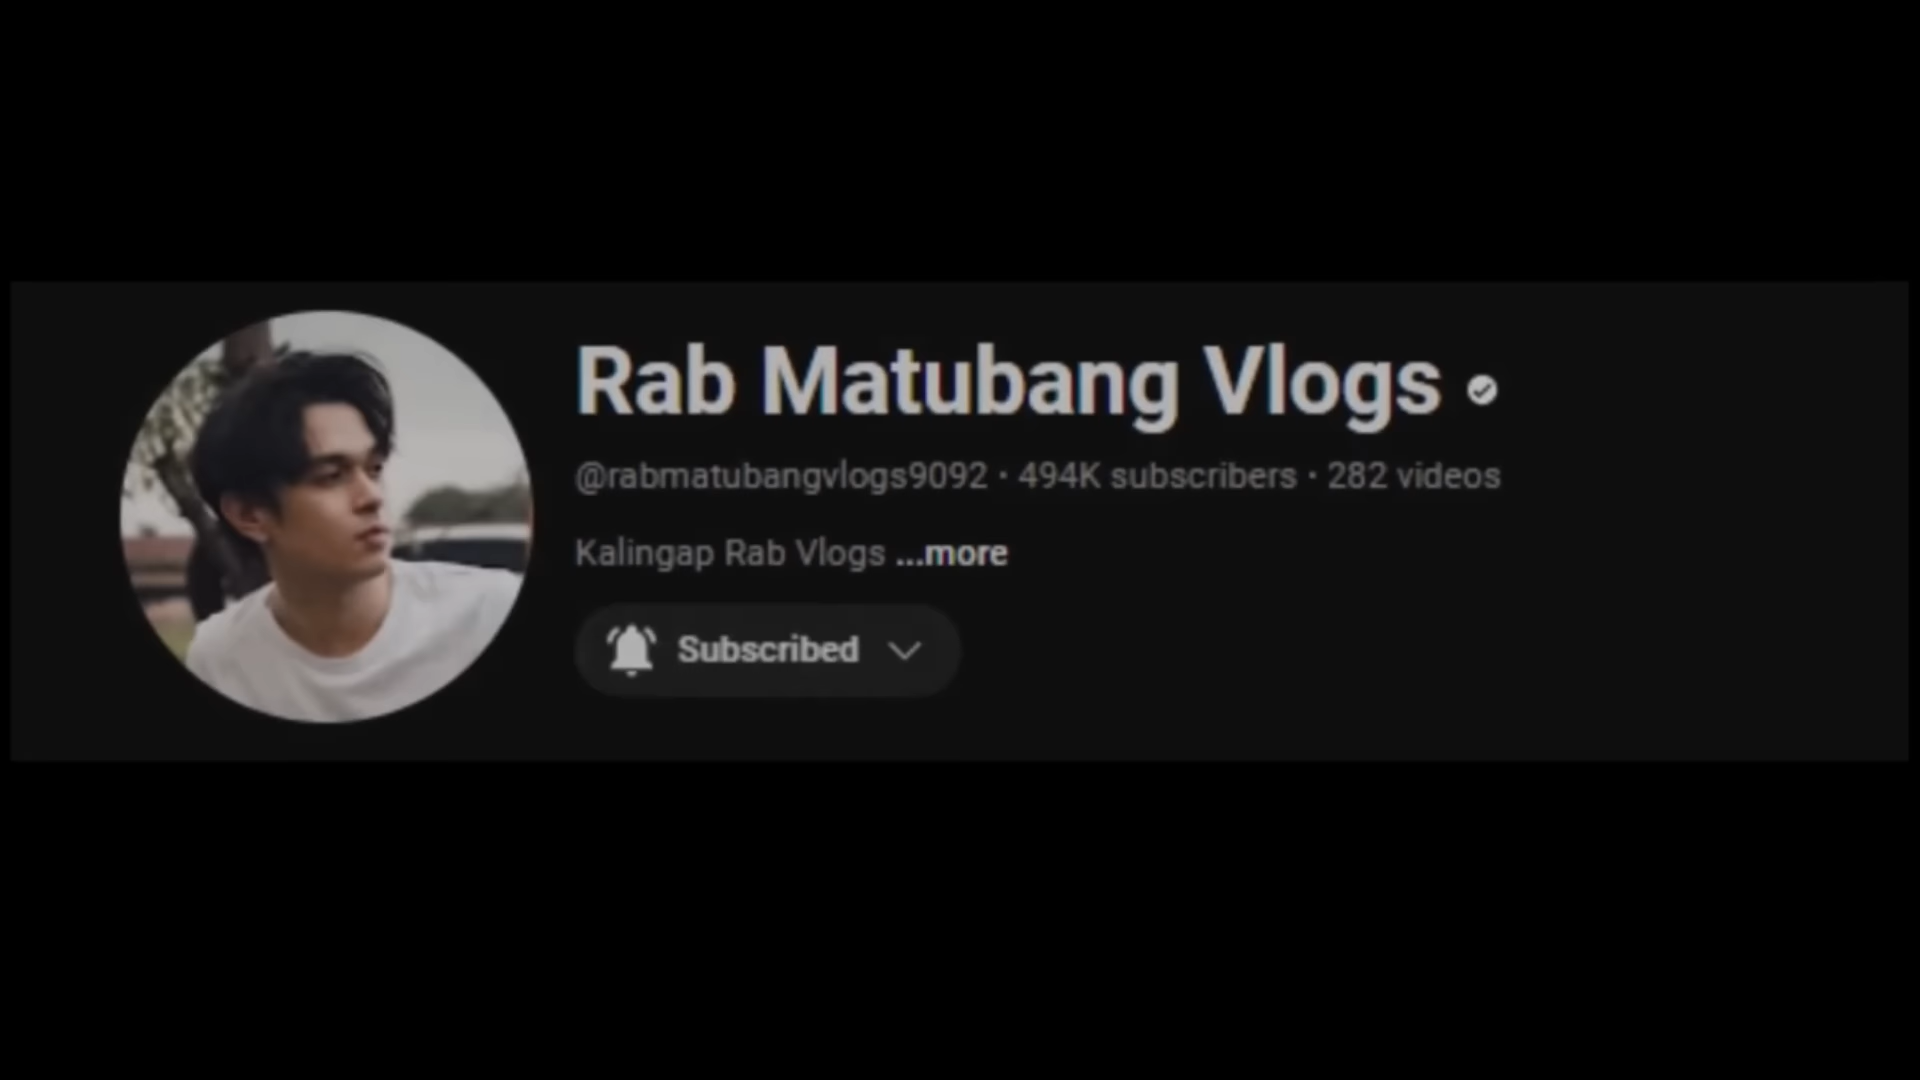 Rab Matubang Vlogs
@rabmatubangvlogs9092 · 494K subscribers · 282 videos
Kalingap Rab Vlogs ...more
Subscribed